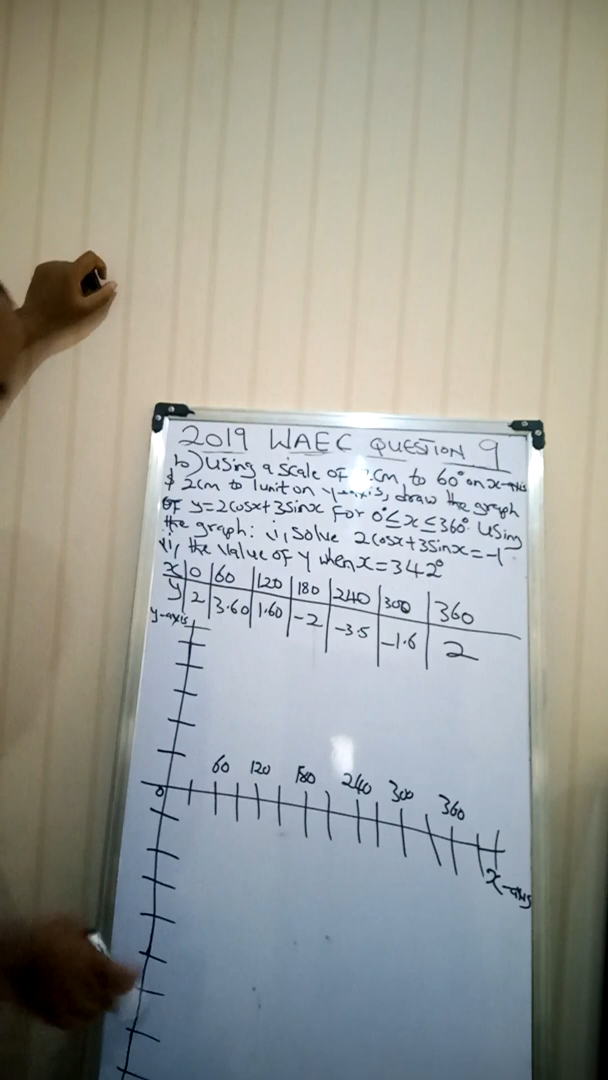 2019 WAEC QUESTION 9
b) Using a scale of 2cm to 60° on x-axis
& 2cm to 1 unit on y-axis, draw the graph
of y=2cosx+3sinx for 0°≤x≤360°. Using
the graph: i, solve 2cosx+3sinx=-1
ii, the value of y when x=342°
x 0 60 120 180 240 300 360
y 2 3.60 1.60 -2 -3.5 -1.6 2
y-axis
60 120 180 240 300 360
0
x-axis